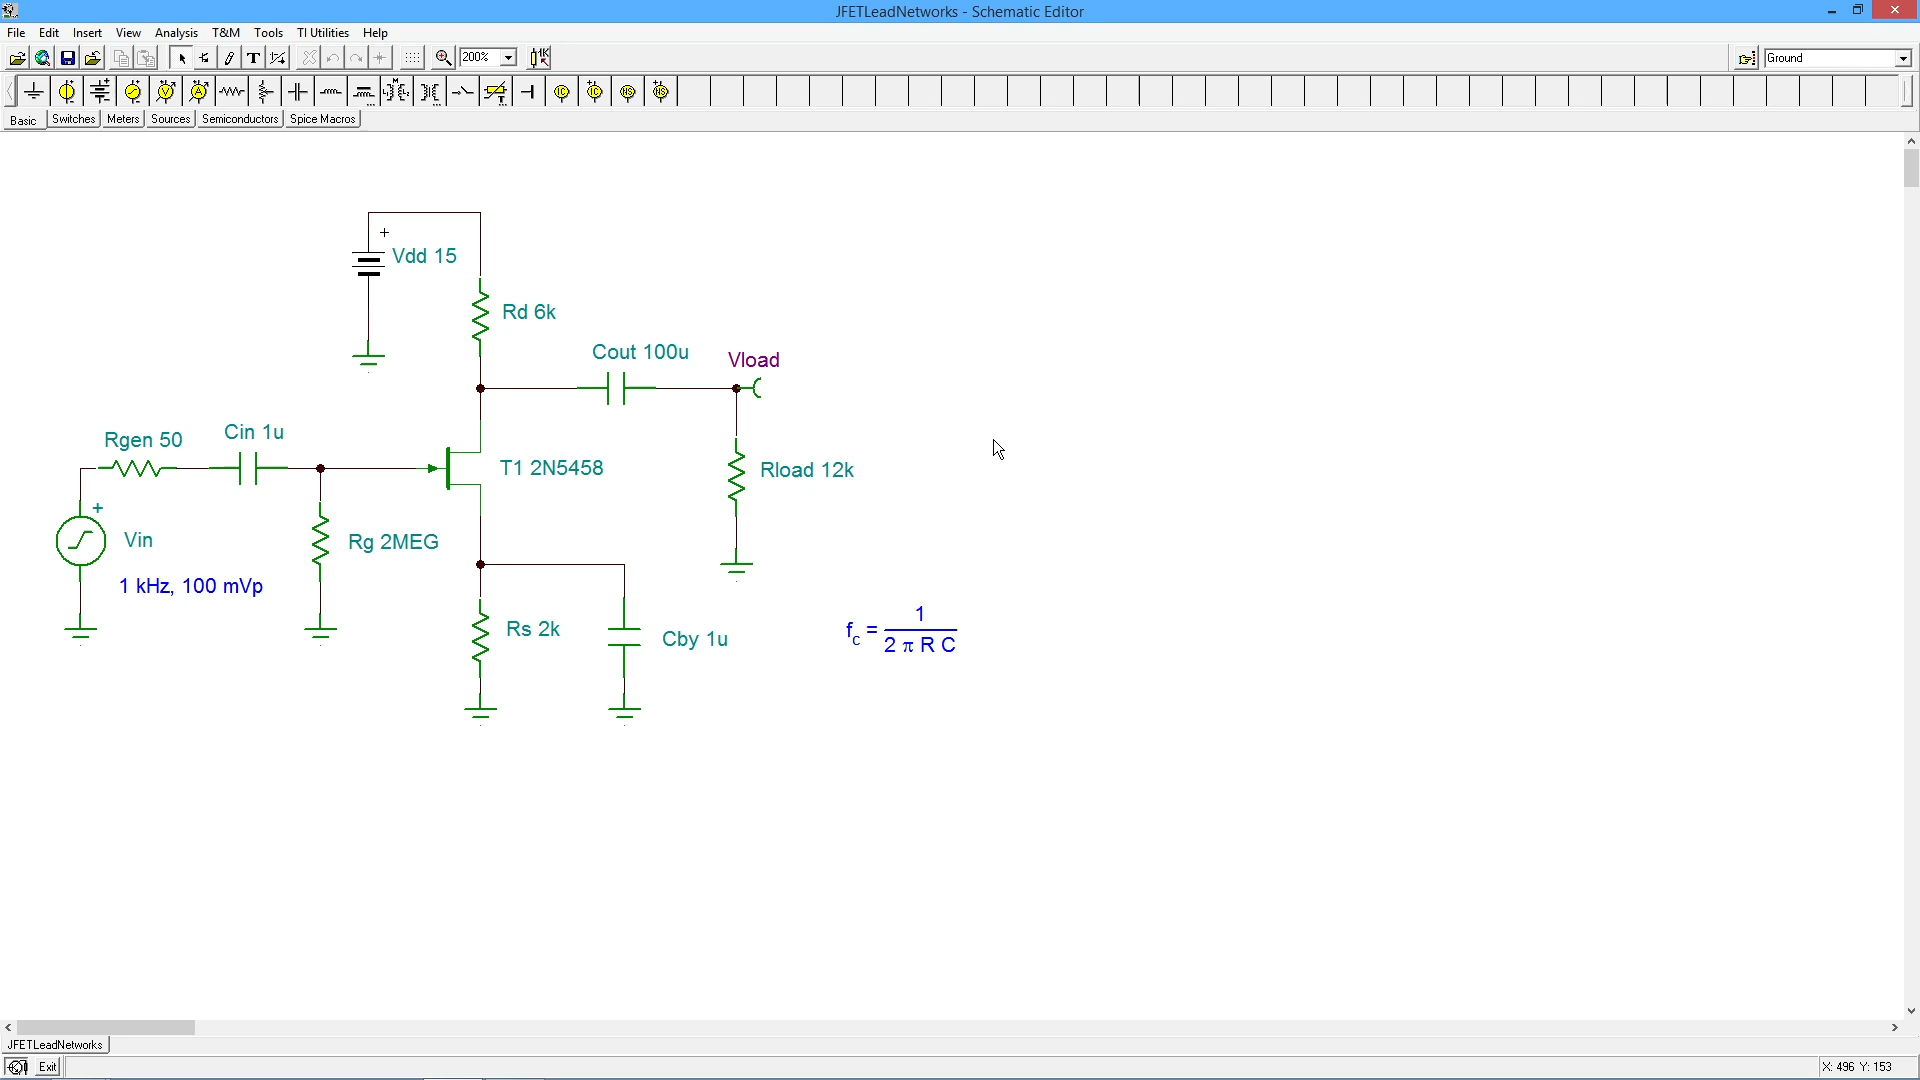 JFETLeadNetworks - Schematic Editor
File Edit Insert View Analysis T&M Tools TI Utilities Help
T 200% 1K Ground
Basic Switches Meters Sources Semiconductors Spice Macros
+
Vdd 15
Rd 6k
Cout 100u
Vload
Rgen 50
Cin 1u
T1 2N5458
Rload 12k
+
Vin
Rg 2MEG
1 kHz, 100 mVp
Rs 2k
Cby 1u
fc = 1
2 π R C
JFETLeadNetworks
Exit
X: 496 Y: 153